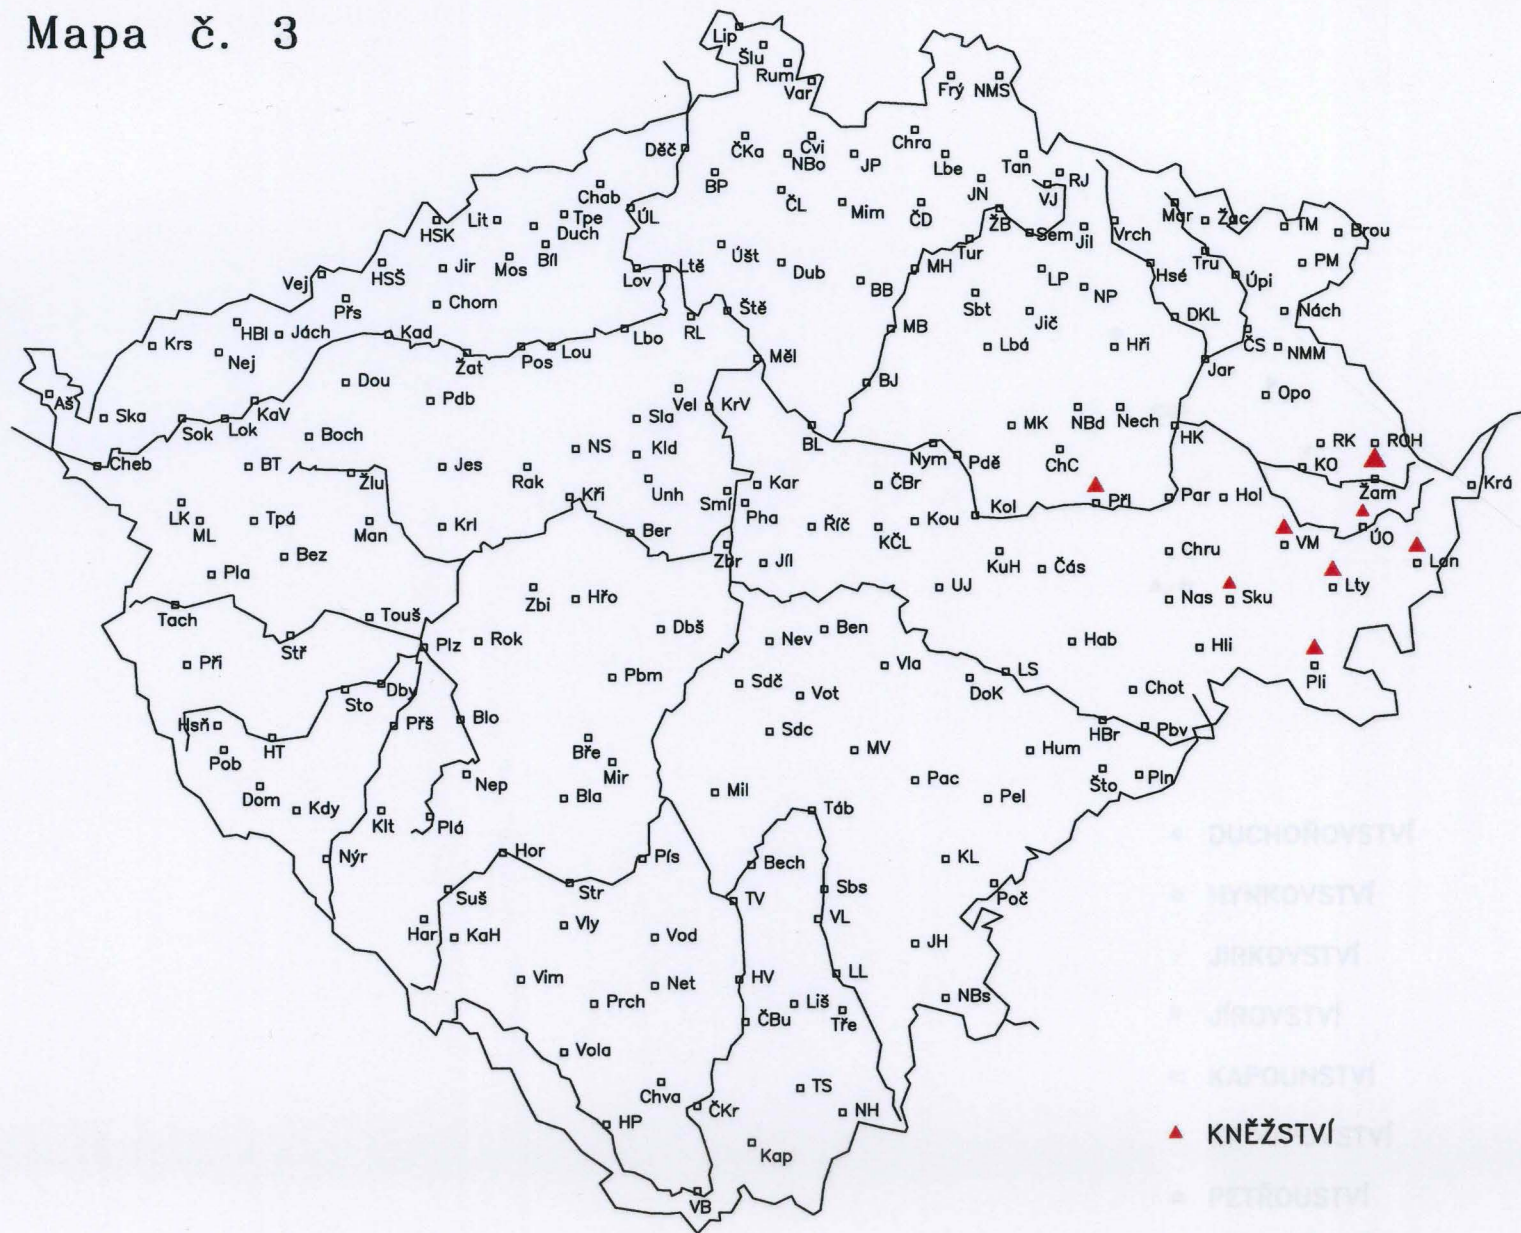 Mapa č. 3
Lip
Šlu
Rum
Var
Frý
NMS
Děč
ČKa
Cvi
NBo
JP
Chra
Lbe
Tan
RJ
VJ
JN
BP
Chab
ČL
Mim
ČD
ŽB
Sem
Jil
Vrch
Mar
Žac
TM
Brou
HSK
Lit
Tpe
Duch
Bíl
ÚL
Úšt
Dub
BB
MH
Tur
LP
NP
Hsé
Tru
Úpi
PM
Vej
HSŠ
Jir
Mos
Lov
Ltě
Přs
Chom
Ště
Sbt
Jič
DKL
Nách
HBl
Jách
Kad
Lbo
RL
MB
Lbá
Hři
ČS
NMM
Krs
Nej
Žat
Pos
Lou
Měl
Jar
Aš
Dou
Pdb
Vel
KrV
BJ
Opo
Ska
Sok
Lok
KaV
Boch
Sla
BL
MK
NBd
Nech
HK
RK
ROH
Cheb
BT
Žlu
Jes
NS
Rak
Kld
Unh
Nym
Pdě
ChC
KO
Žam
Krá
LK
ML
Tpá
Man
Krl
Kři
Ber
Smí
Kar
Pha
ČBr
Kou
Kol
Přl
Par
Hol
ÚO
Říč
KČL
Zbr
Jíl
KuH
Čás
Chru
VM
Lan
Pla
Bez
Zbi
Hřo
UJ
Nas
Sku
Lty
Tach
Touš
Stř
Plz
Rok
Dbš
Nev
Ben
Hab
Hli
Pli
Při
Dby
Sto
Pbm
Sdč
Vla
Vot
DoK
LS
Chot
Hsň
HT
Přš
Blo
Bře
Mir
Sdc
MV
Hum
HBr
Pbv
Pob
Dom
Kdy
Klt
Nep
Plá
Bla
Mil
Táb
Pac
Pel
Što
Pln
Nýr
Hor
Str
Pís
Bech
KL
Poč
Suš
Har
KaH
Vly
Vod
TV
Sbs
VL
JH
Vim
Prch
Net
HV
ČBu
Liš
LL
Tře
NBs
Vola
Chva
ČKr
TS
NH
HP
Kap
VB
DUCHOŇOVSTVÍ
HYNKOVSTVÍ
JIRKOVSTVÍ
JÍROVSTVÍ
KAPOUNSTVÍ
KNĚŽSTVÍ
PETŘOUSTVÍ